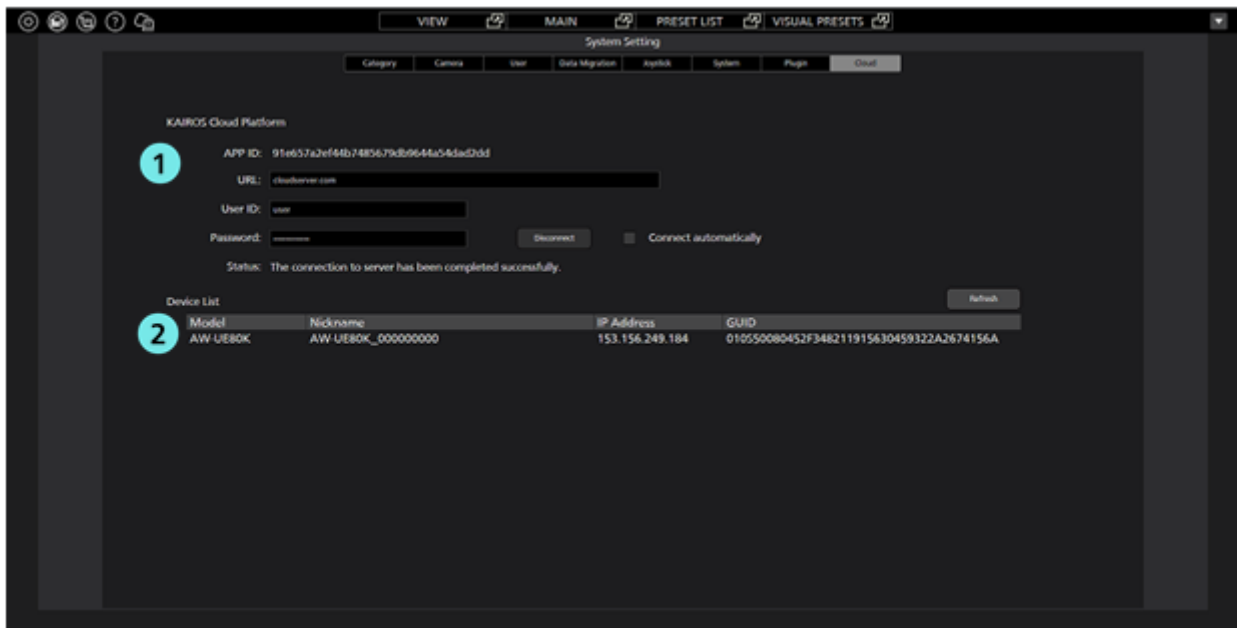 VIEW MAIN PRESET LIST VISUAL PRESETS
System Setting
Category Camera User Data Migration Joystick System Plugin Cloud
KAIROS Cloud Platform
1
APP ID: 91e657a2ef44b7485679db9644a54dad2dd
URL: cloudserver.com
User ID: user
Password:
Disconnect
Connect automatically
Status: The connection to server has been completed successfully.
Device List
Refresh
2
Model Nickname IP Address GUID
AW-UE80K AW-UE80K_000000000 153.156.249.184 010550080452F348211915630459322A2674156A